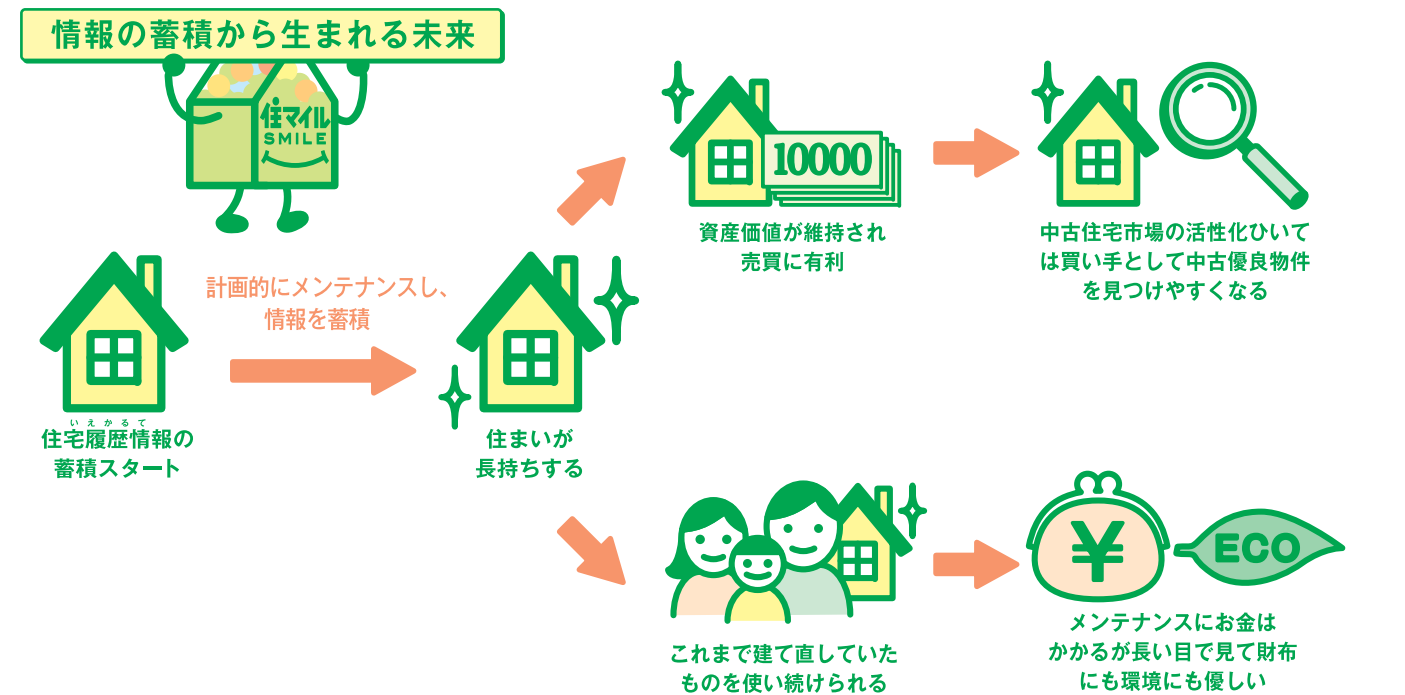 情報の蓄積から生まれる未来
住マイル
SMILE
計画的にメンテナンスし、
情報を蓄積
いえかるて
住宅履歴情報の
蓄積スタート
住まいが
長持ちする
10000
資産価値が維持され
売買に有利
中古住宅市場の活性化ひいて
は買い手として中古優良物件
を見つけやすくなる
これまで建て直していた
ものを使い続けられる
¥
ECO
メンテナンスにお金は
かかるが長い目で見て財布
にも環境にも優しい